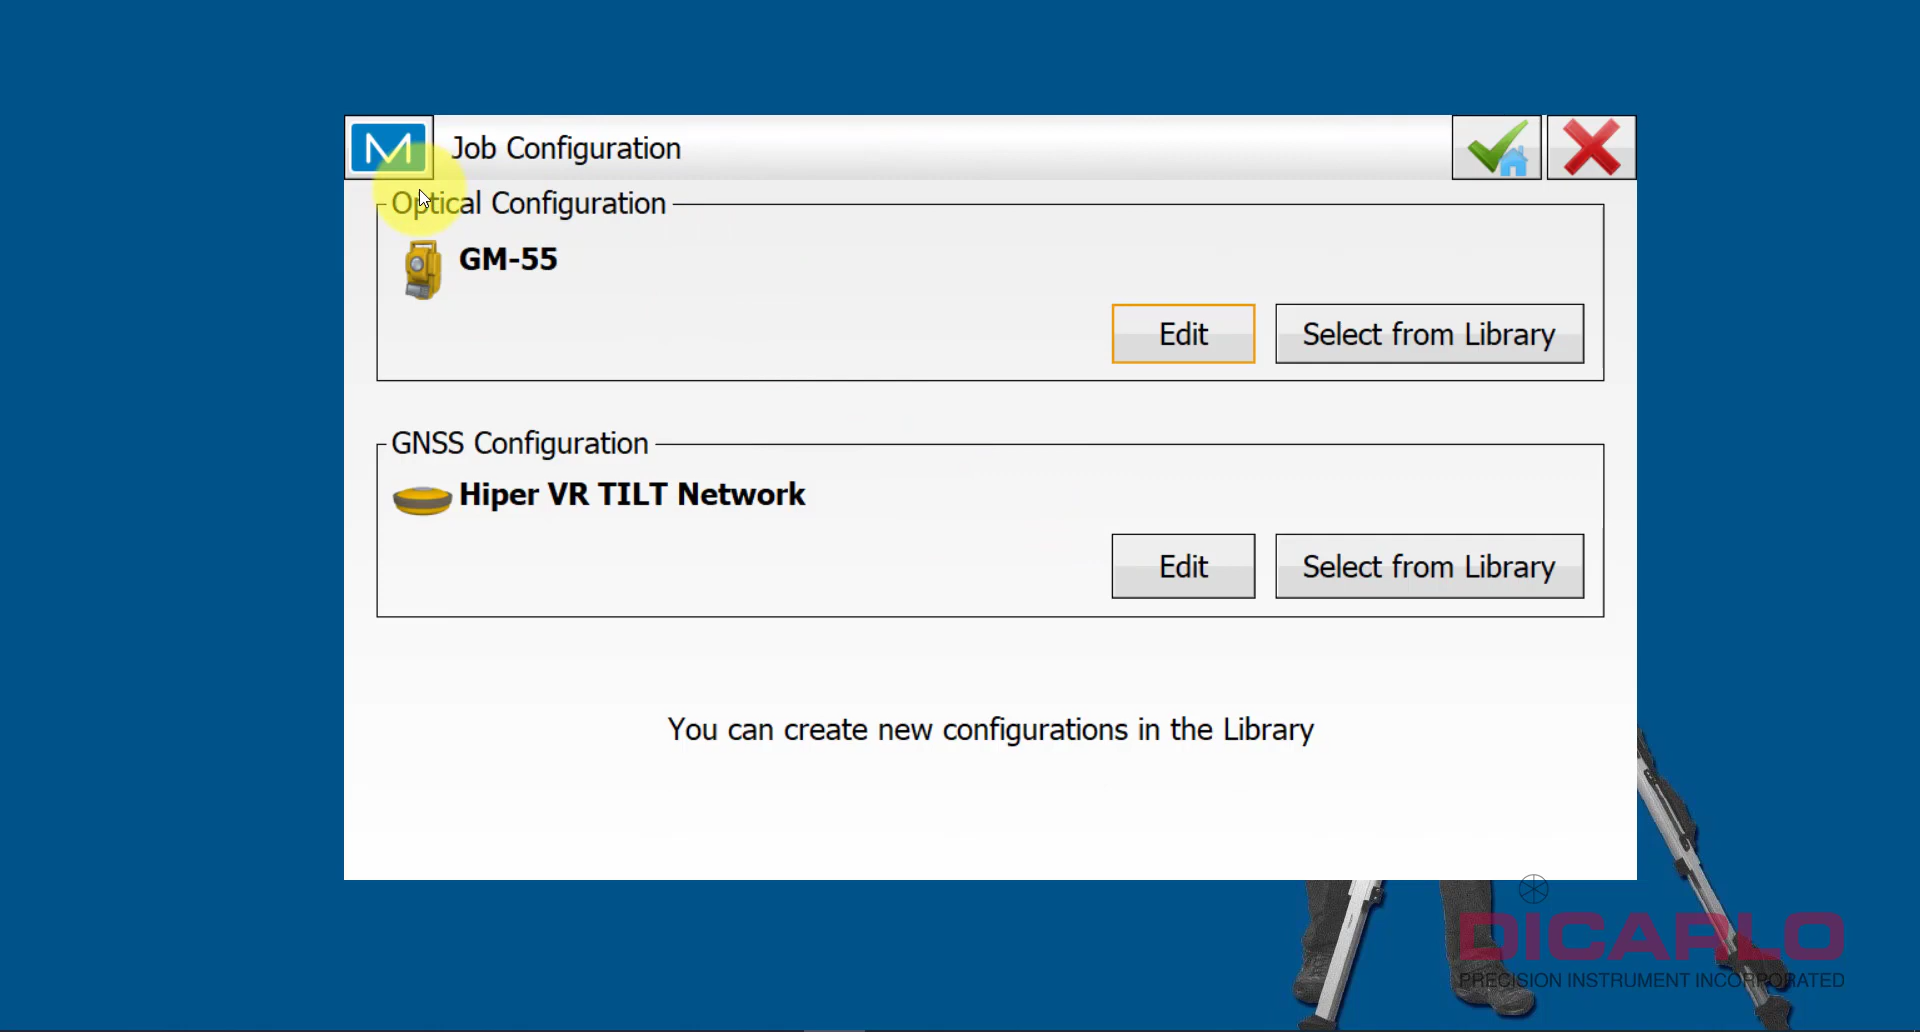 Job Configuration
Optical Configuration
GM-55
Edit
Select from Library
GNSS Configuration
Hiper VR TILT Network
Edit
Select from Library
You can create new configurations in the Library
DICARLO
PRECISION INSTRUMENT INCORPORATED